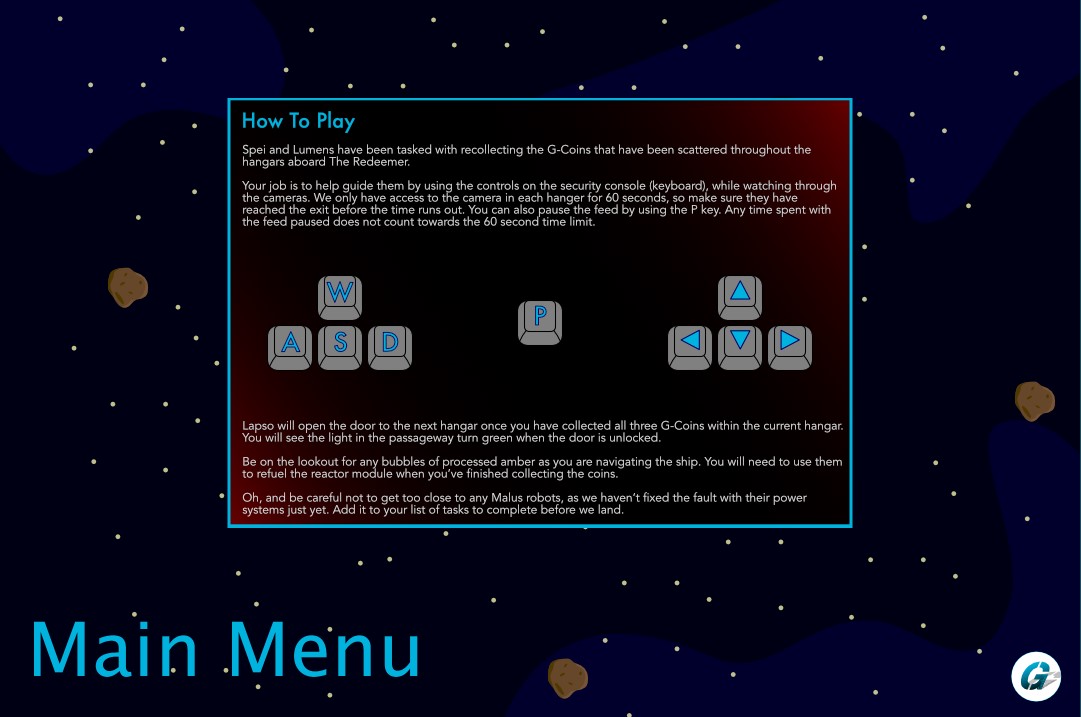 How To Play
Spei and Lumens have been tasked with recollecting the G-Coins that have been scattered throughout the
hangars aboard The Redeemer.
Your job is to help guide them by using the controls on the security console (keyboard), while watching through
the cameras. We only have access to the camera in each hanger for 60 seconds, so make sure they have
reached the exit before the time runs out. You can also pause the feed by using the P key. Any time spent with
the feed paused does not count towards the 60 second time limit.
W
P
A S D
Lapso will open the door to the next hangar once you have collected all three G-Coins within the current hangar.
You will see the light in the passageway turn green when the door is unlocked.
Be on the lookout for any bubbles of processed amber as you are navigating the ship. You will need to use them
to refuel the reactor module when you've finished collecting the coins.
Oh, and be careful not to get too close to any Malus robots, as we haven't fixed the fault with their power
systems just yet. Add it to your list of tasks to complete before we land.
Main Menu
G